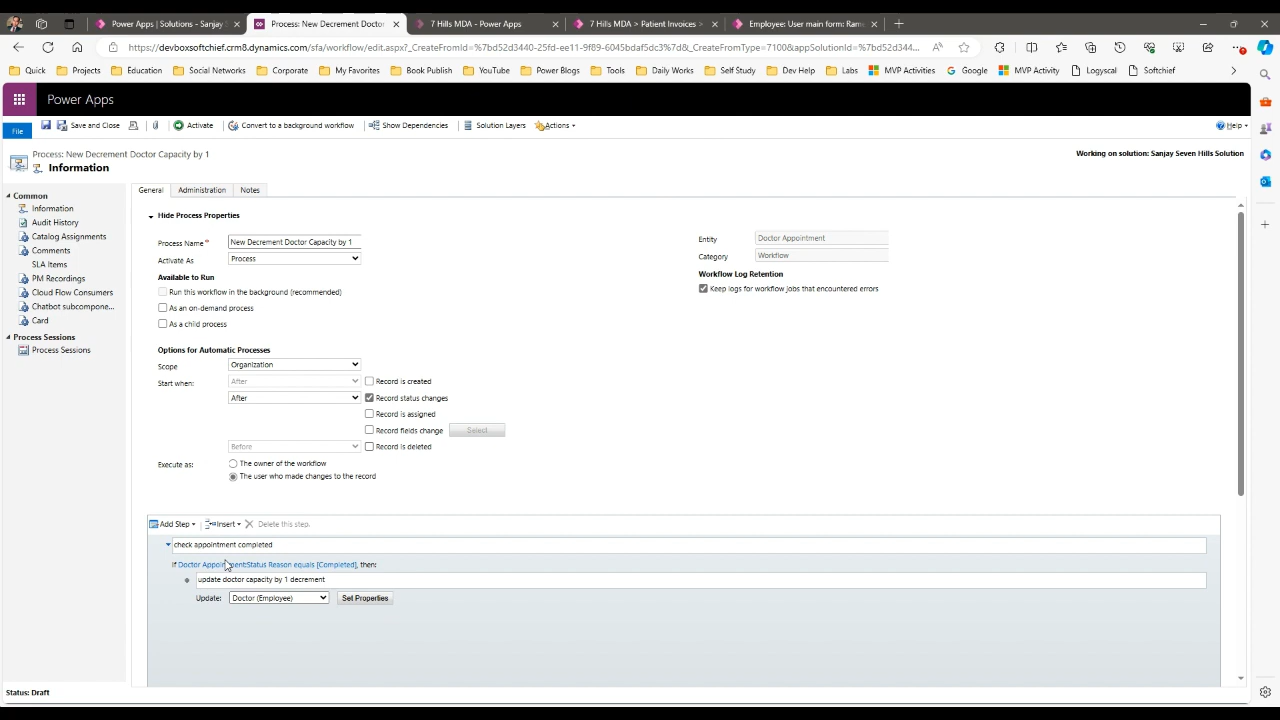 Power Apps | Solutions - Sanjay
Process: New Decrement Doctor
7 Hills MDA - Power Apps
7 Hills MDA > Patient Invoices >
Employee: User main form: Ram
https://devboxsoftchief.crm8.dynamics.com/sfa/workflow/edit.aspx?_CreateFromId=%7bd52d3440-25fd-ee11-9f89-6045bdaf5dc3%7d&_CreateFromType=7100&appSolutionId=%7bd52d344...
Quick
Projects
Education
Social Networks
Corporate
My Favorites
Book Publish
YouTube
Power Blogs
Tools
Daily Works
Self Study
Dev Help
Labs
MVP Activities
Google
MVP Activity
Logyscal
Softchief
Power Apps
File
Save and Close
Activate
Convert to a background workflow
Show Dependencies
Solution Layers
Actions
Help
Process: New Decrement Doctor Capacity by 1
Information
Working on solution: Sanjay Seven Hills Solution
Common
Information
Audit History
Catalog Assignments
Comments
SLA Items
PM Recordings
Cloud Flow Consumers
Chatbot subcompone...
Card
Process Sessions
Process Sessions
General
Administration
Notes
Hide Process Properties
Process Name* New Decrement Doctor Capacity by 1
Activate As Process
Available to Run
Run this workflow in the background (recommended)
As an on-demand process
As a child process
Entity Doctor Appointment
Category Workflow
Workflow Log Retention
Keep logs for workflow jobs that encountered errors
Options for Automatic Processes
Scope Organization
Start when: After Record is created
After Record status changes
Record is assigned
Record fields change Select
Before Record is deleted
Execute as: The owner of the workflow
The user who made changes to the record
Add Step Insert Delete this step.
check appointment completed
If Doctor Appointment:Status Reason equals [Completed], then:
update doctor capacity by 1 decrement
Update: Doctor (Employee) Set Properties
Status: Draft